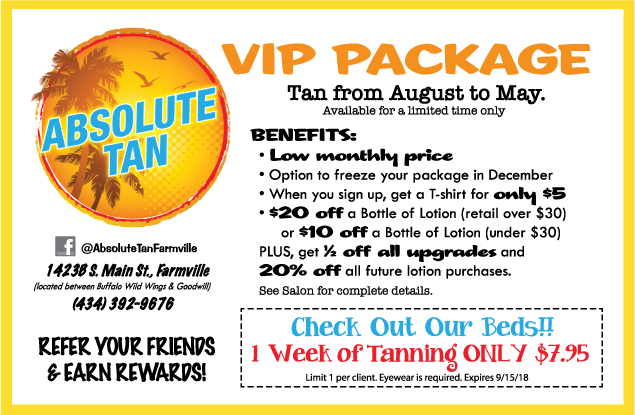 ABSOLUTE
TAN
@AbsoluteTanFarmville
1423B S. Main St., Farmville
(located between Buffalo Wild Wings & Goodwill)
(434) 392-9676
REFER YOUR FRIENDS
& EARN REWARDS!
VIP PACKAGE
Tan from August to May.
Available for a limited time only
BENEFITS:
• Low monthly price
• Option to freeze your package in December
• When you sign up, get a T-shirt for only $5
• $20 off a Bottle of Lotion (retail over $30)
or $10 off a Bottle of Lotion (under $30)
PLUS, get ½ off all upgrades and
20% off all future lotion purchases.
See Salon for complete details.
Check Out Our Beds!!
1 Week of Tanning ONLY $7.95
Limit 1 per client. Eyewear is required. Expires 9/15/18